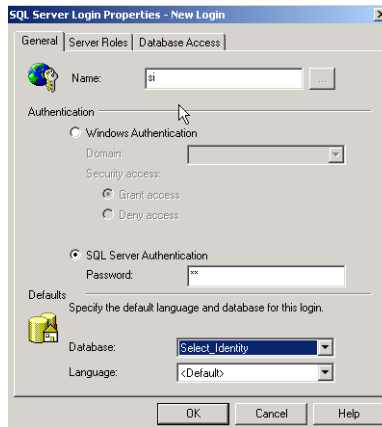 SQL Server Login Properties - New Login
General Server Roles Database Access
Name: si ...
Authentication
Windows Authentication
Domain:
Security access:
Grant access
Deny access
SQL Server Authentication
Password: **
Defaults
Specify the default language and database for this login.
Database: Select_Identity
Language: <Default>
OK Cancel Help